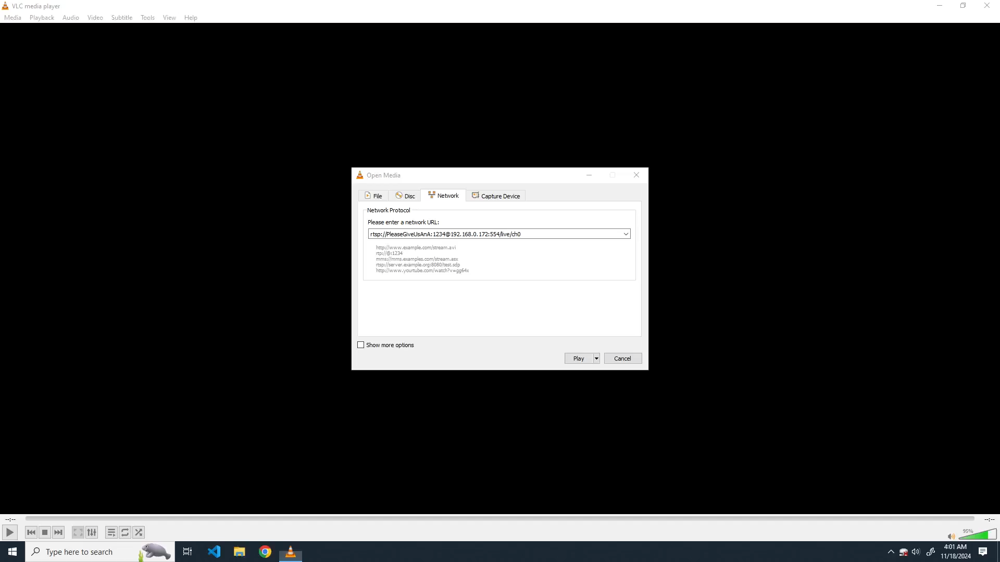 VLC media player
Media Playback Audio Video Subtitle Tools View Help
Open Media
File Disc Network Capture Device
Network Protocol
Please enter a network URL:
rtsp://PleaseGiveUsAnA:1234@192.168.0.172:554/live/ch0
http://www.example.com/stream.avi
rtp://@:1234
mms://mms.examples.com/stream.asx
rtsp://server.example.org:8080/test.sdp
http://www.yourtube.com/watch?v=gg64x
Show more options
Play Cancel
--:-- --:--
95%
Type here to search
4:01 AM
11/18/2024